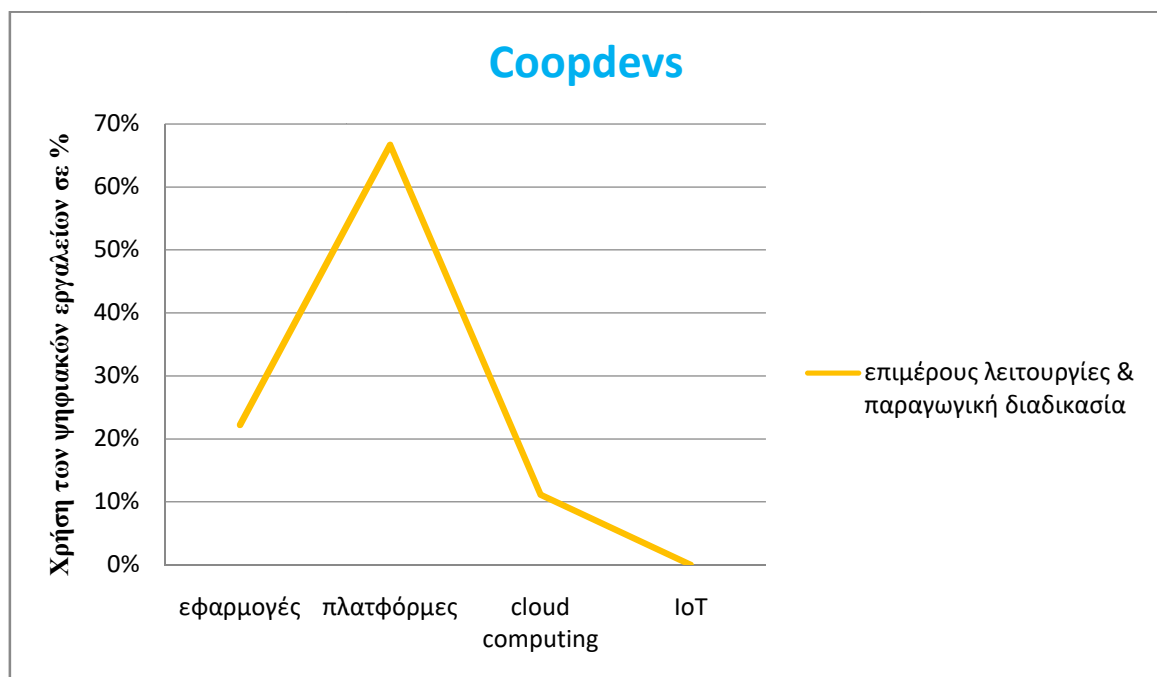 Coopdevs
Χρήση των ψηφιακών εργαλείων σε %
70%
60%
50%
40%
30%
20%
10%
0%
εφαρμογές πλατφόρμες cloud computing IoT
επιμέρους λειτουργίες &
παραγωγική διαδικασία